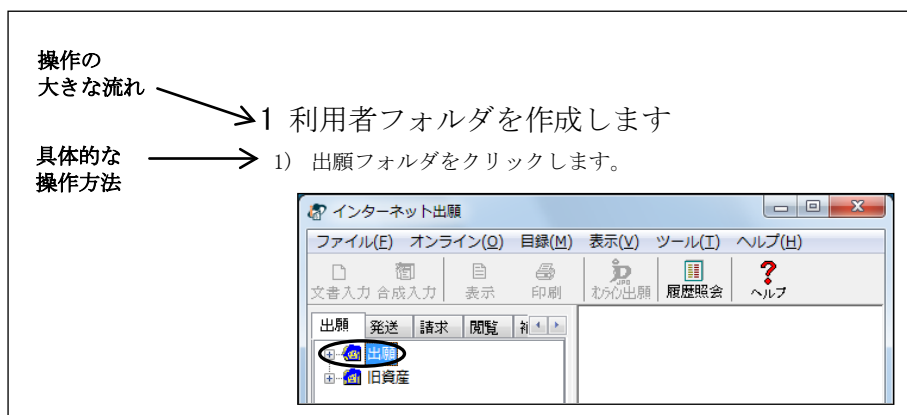 操作の
大きな流れ
1 利用者フォルダを作成します
具体的な
操作方法
1) 出願フォルダをクリックします。
インターネット出願
ファイル(F) オンライン(O) 目録(M) 表示(V) ツール(T) ヘルプ(H)
文書入力 合成入力 表示 印刷 オンライン出願 履歴照会 ヘルプ
出願 発送 請求 閲覧
出願
旧資産